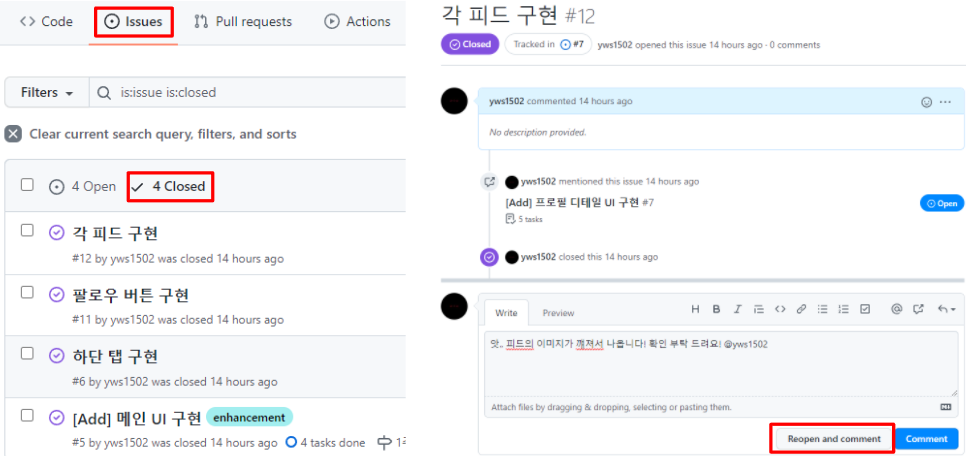 Code Issues Pull requests Actions
Filters is:issue is:closed
Clear current search query, filters, and sorts
4 Open 4 Closed
각 피드 구현
#12 by yws1502 was closed 14 hours ago
팔로우 버튼 구현
#11 by yws1502 was closed 14 hours ago
하단 탭 구현
#6 by yws1502 was closed 14 hours ago
[Add] 메인 UI 구현 enhancement
#5 by yws1502 was closed 14 hours ago 4 tasks done
각 피드 구현 #12
Closed Tracked in #7 yws1502 opened this issue 14 hours ago · 0 comments
yws1502 commented 14 hours ago
No description provided.
yws1502 mentioned this issue 14 hours ago
[Add] 프로필 디테일 UI 구현 #7 Open
5 tasks
yws1502 closed this 14 hours ago
Write Preview
앗,, 피드의 이미지가 깨져서 나옵니다! 확인 부탁 드려요! @yws1502
Attach files by dragging & dropping, selecting or pasting them.
Reopen and comment Comment